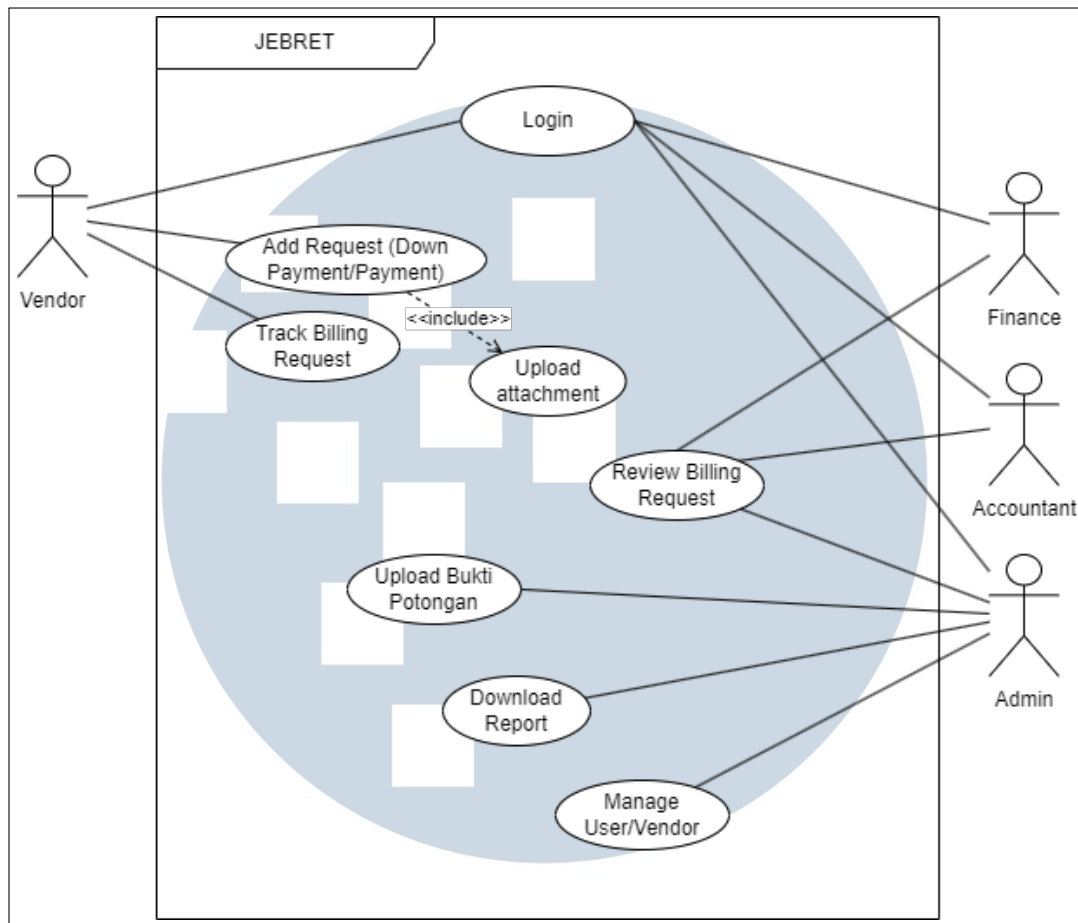 JEBRET
Login
Vendor
Add Request (Down
Payment/Payment)
<<include>>
Track Billing
Request
Upload
attachment
Finance
Review Billing
Request
Accountant
Upload Bukti
Potongan
Download
Report
Admin
Manage
User/Vendor